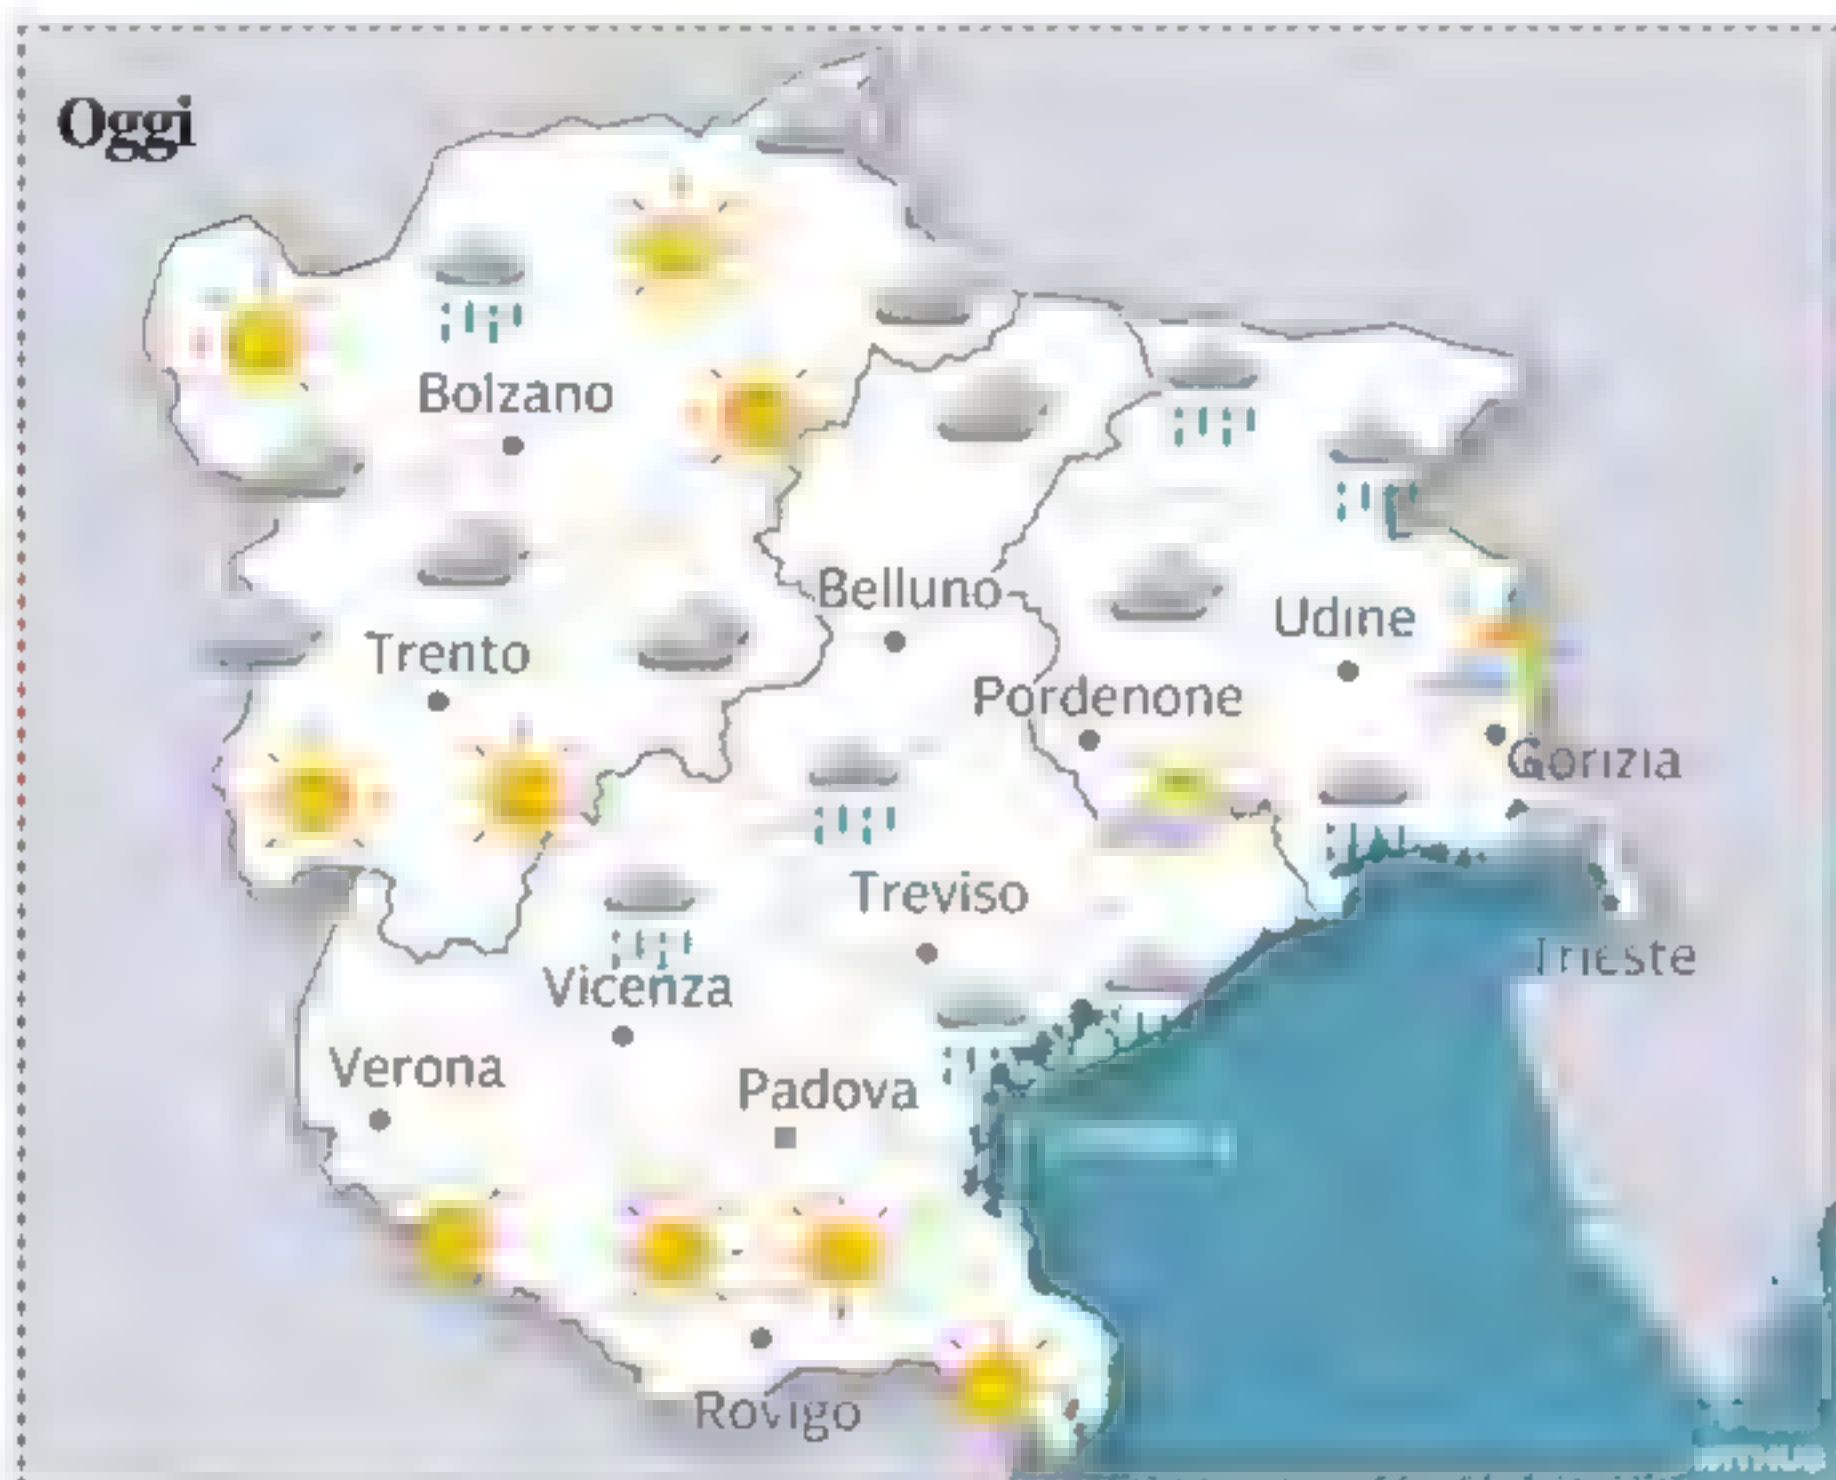 Oggi
Bolzano
Belluno
Udine
Trento
Pordenone
Gorizia
Treviso
Trieste
Vicenza
Verona
Padova
Rovigo